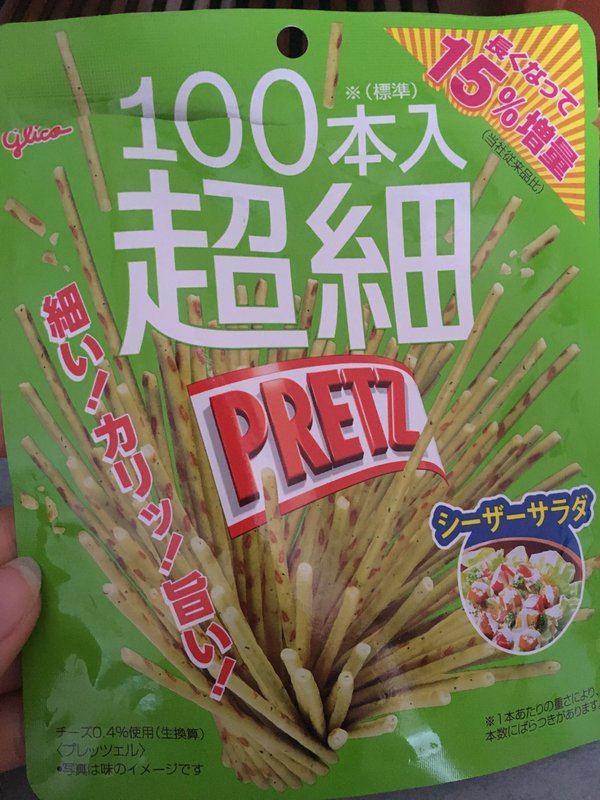 glico
100本入
※(標準)
長くなって
15%増量
(当社従来品比)
超細
細い!カリッ!旨い!
PRETZ
シーザーサラダ
チーズ0.4%使用(生換算)
〈プレッツェル〉
•写真は味のイメージです
※1本あたりの重さにより、
本数にばらつきがあります。